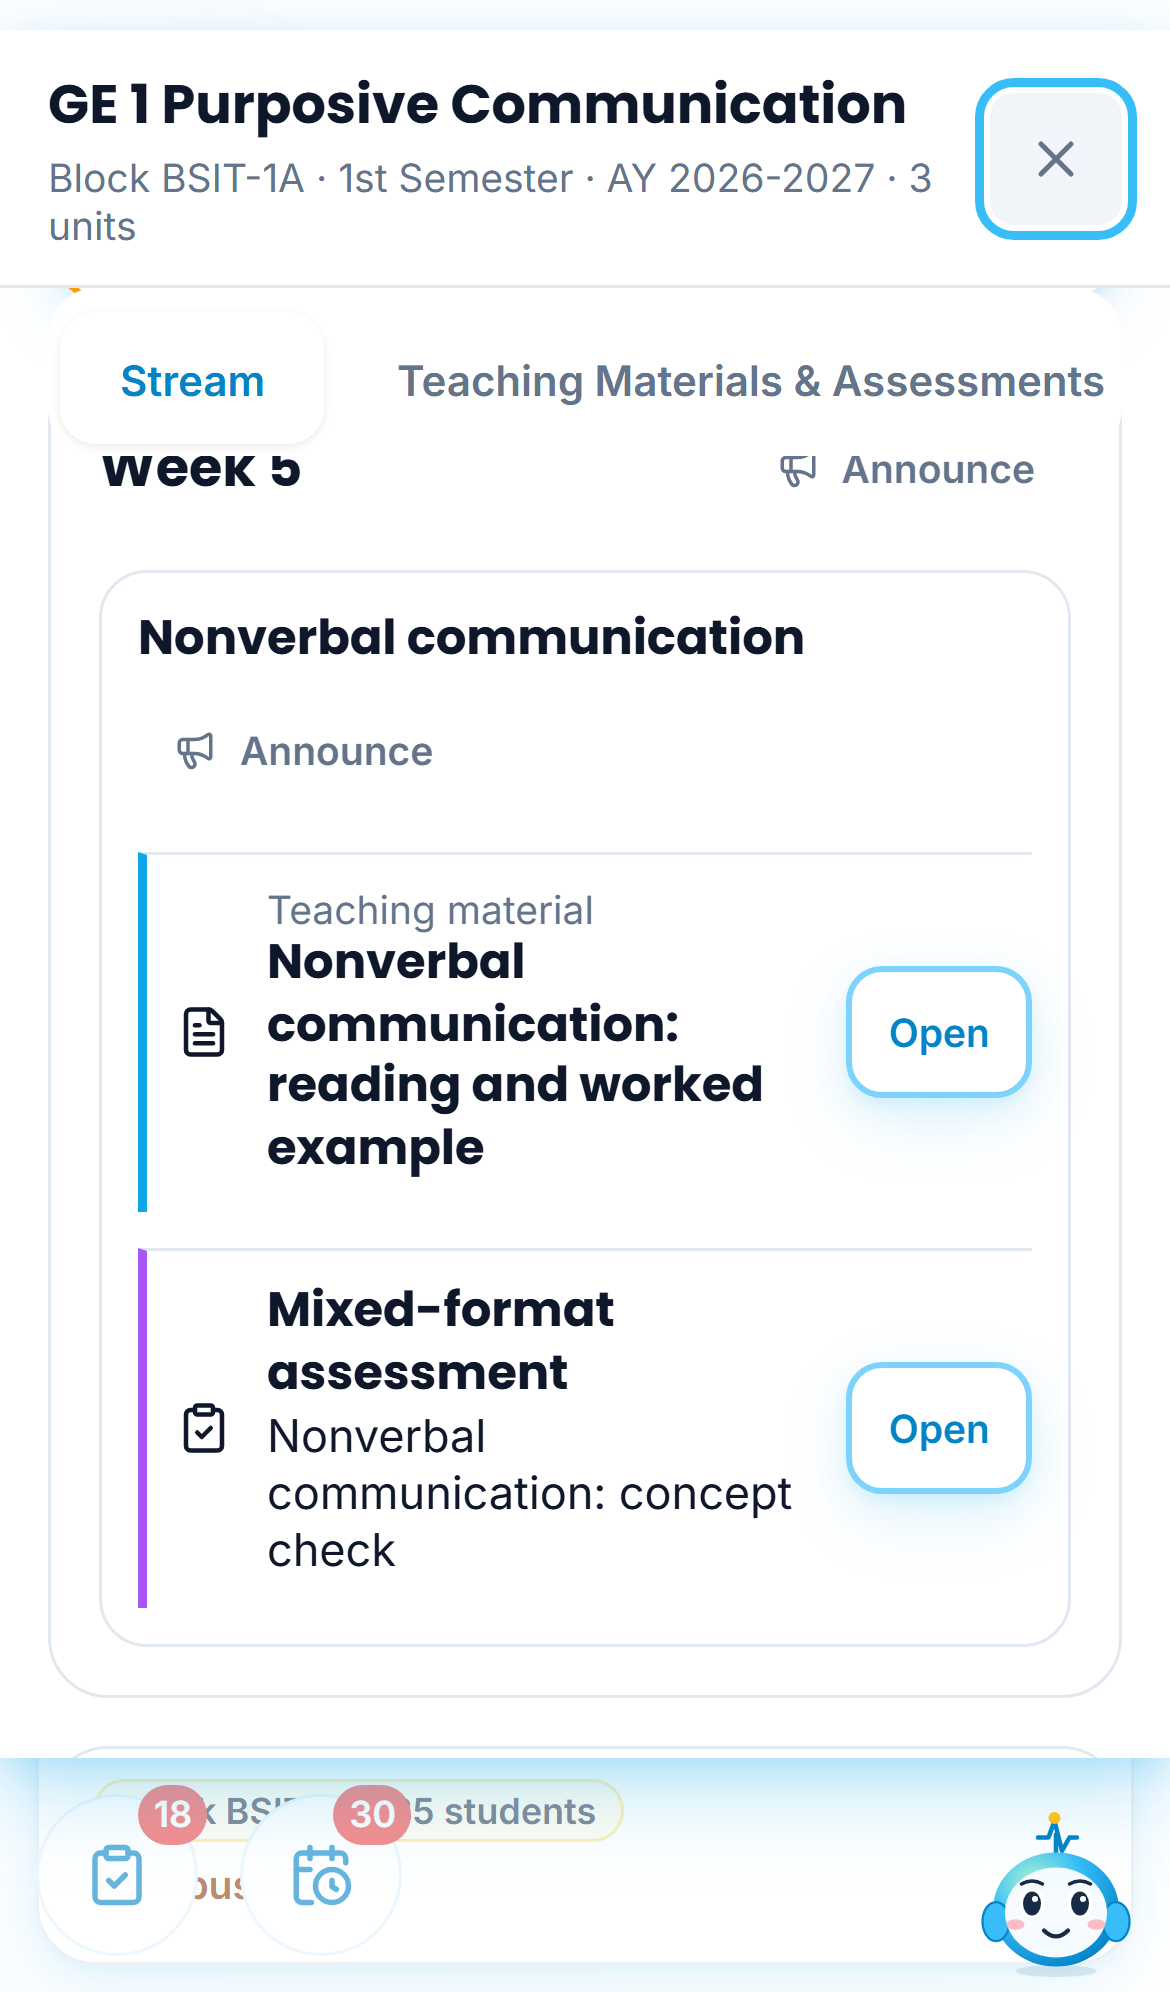 GE 1 Purposive Communication
Block BSIT-1A · 1st Semester · AY 2026-2027 · 3
units
Stream
Teaching Materials & Assessments
Week 5
Announce
Nonverbal communication
Announce
Teaching material
Nonverbal
communication:
reading and worked
example
Open
Mixed-format
assessment
Nonverbal
communication: concept
check
Open
18
30
students